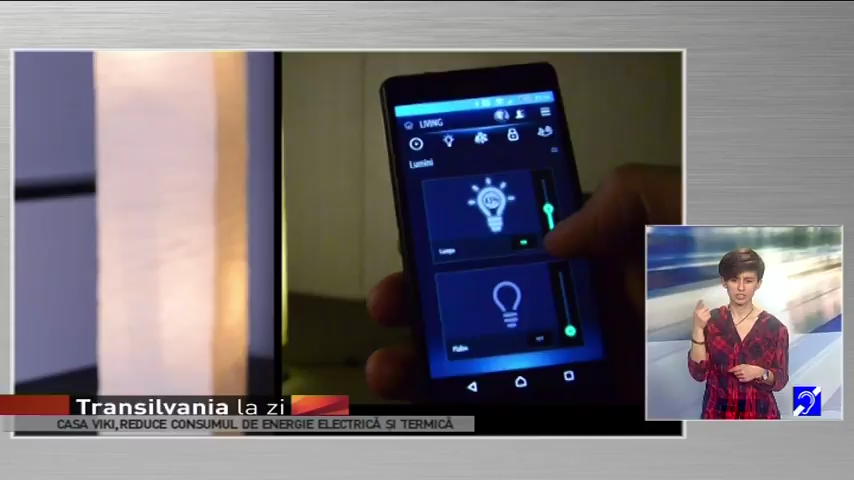 LIVING
Lumini
Transilvania la zi
CASA VIKI,REDUCE CONSUMUL DE ENERGIE ELECTRICĂ ȘI TERMICĂ